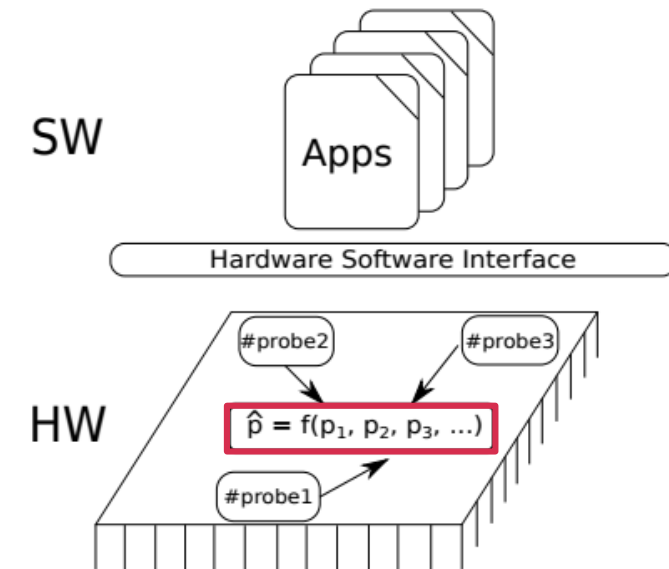 SW
Apps
Hardware Software Interface
#probe2
#probe3
HW
p̂ = f(p₁, p₂, p₃, ...)
#probe1